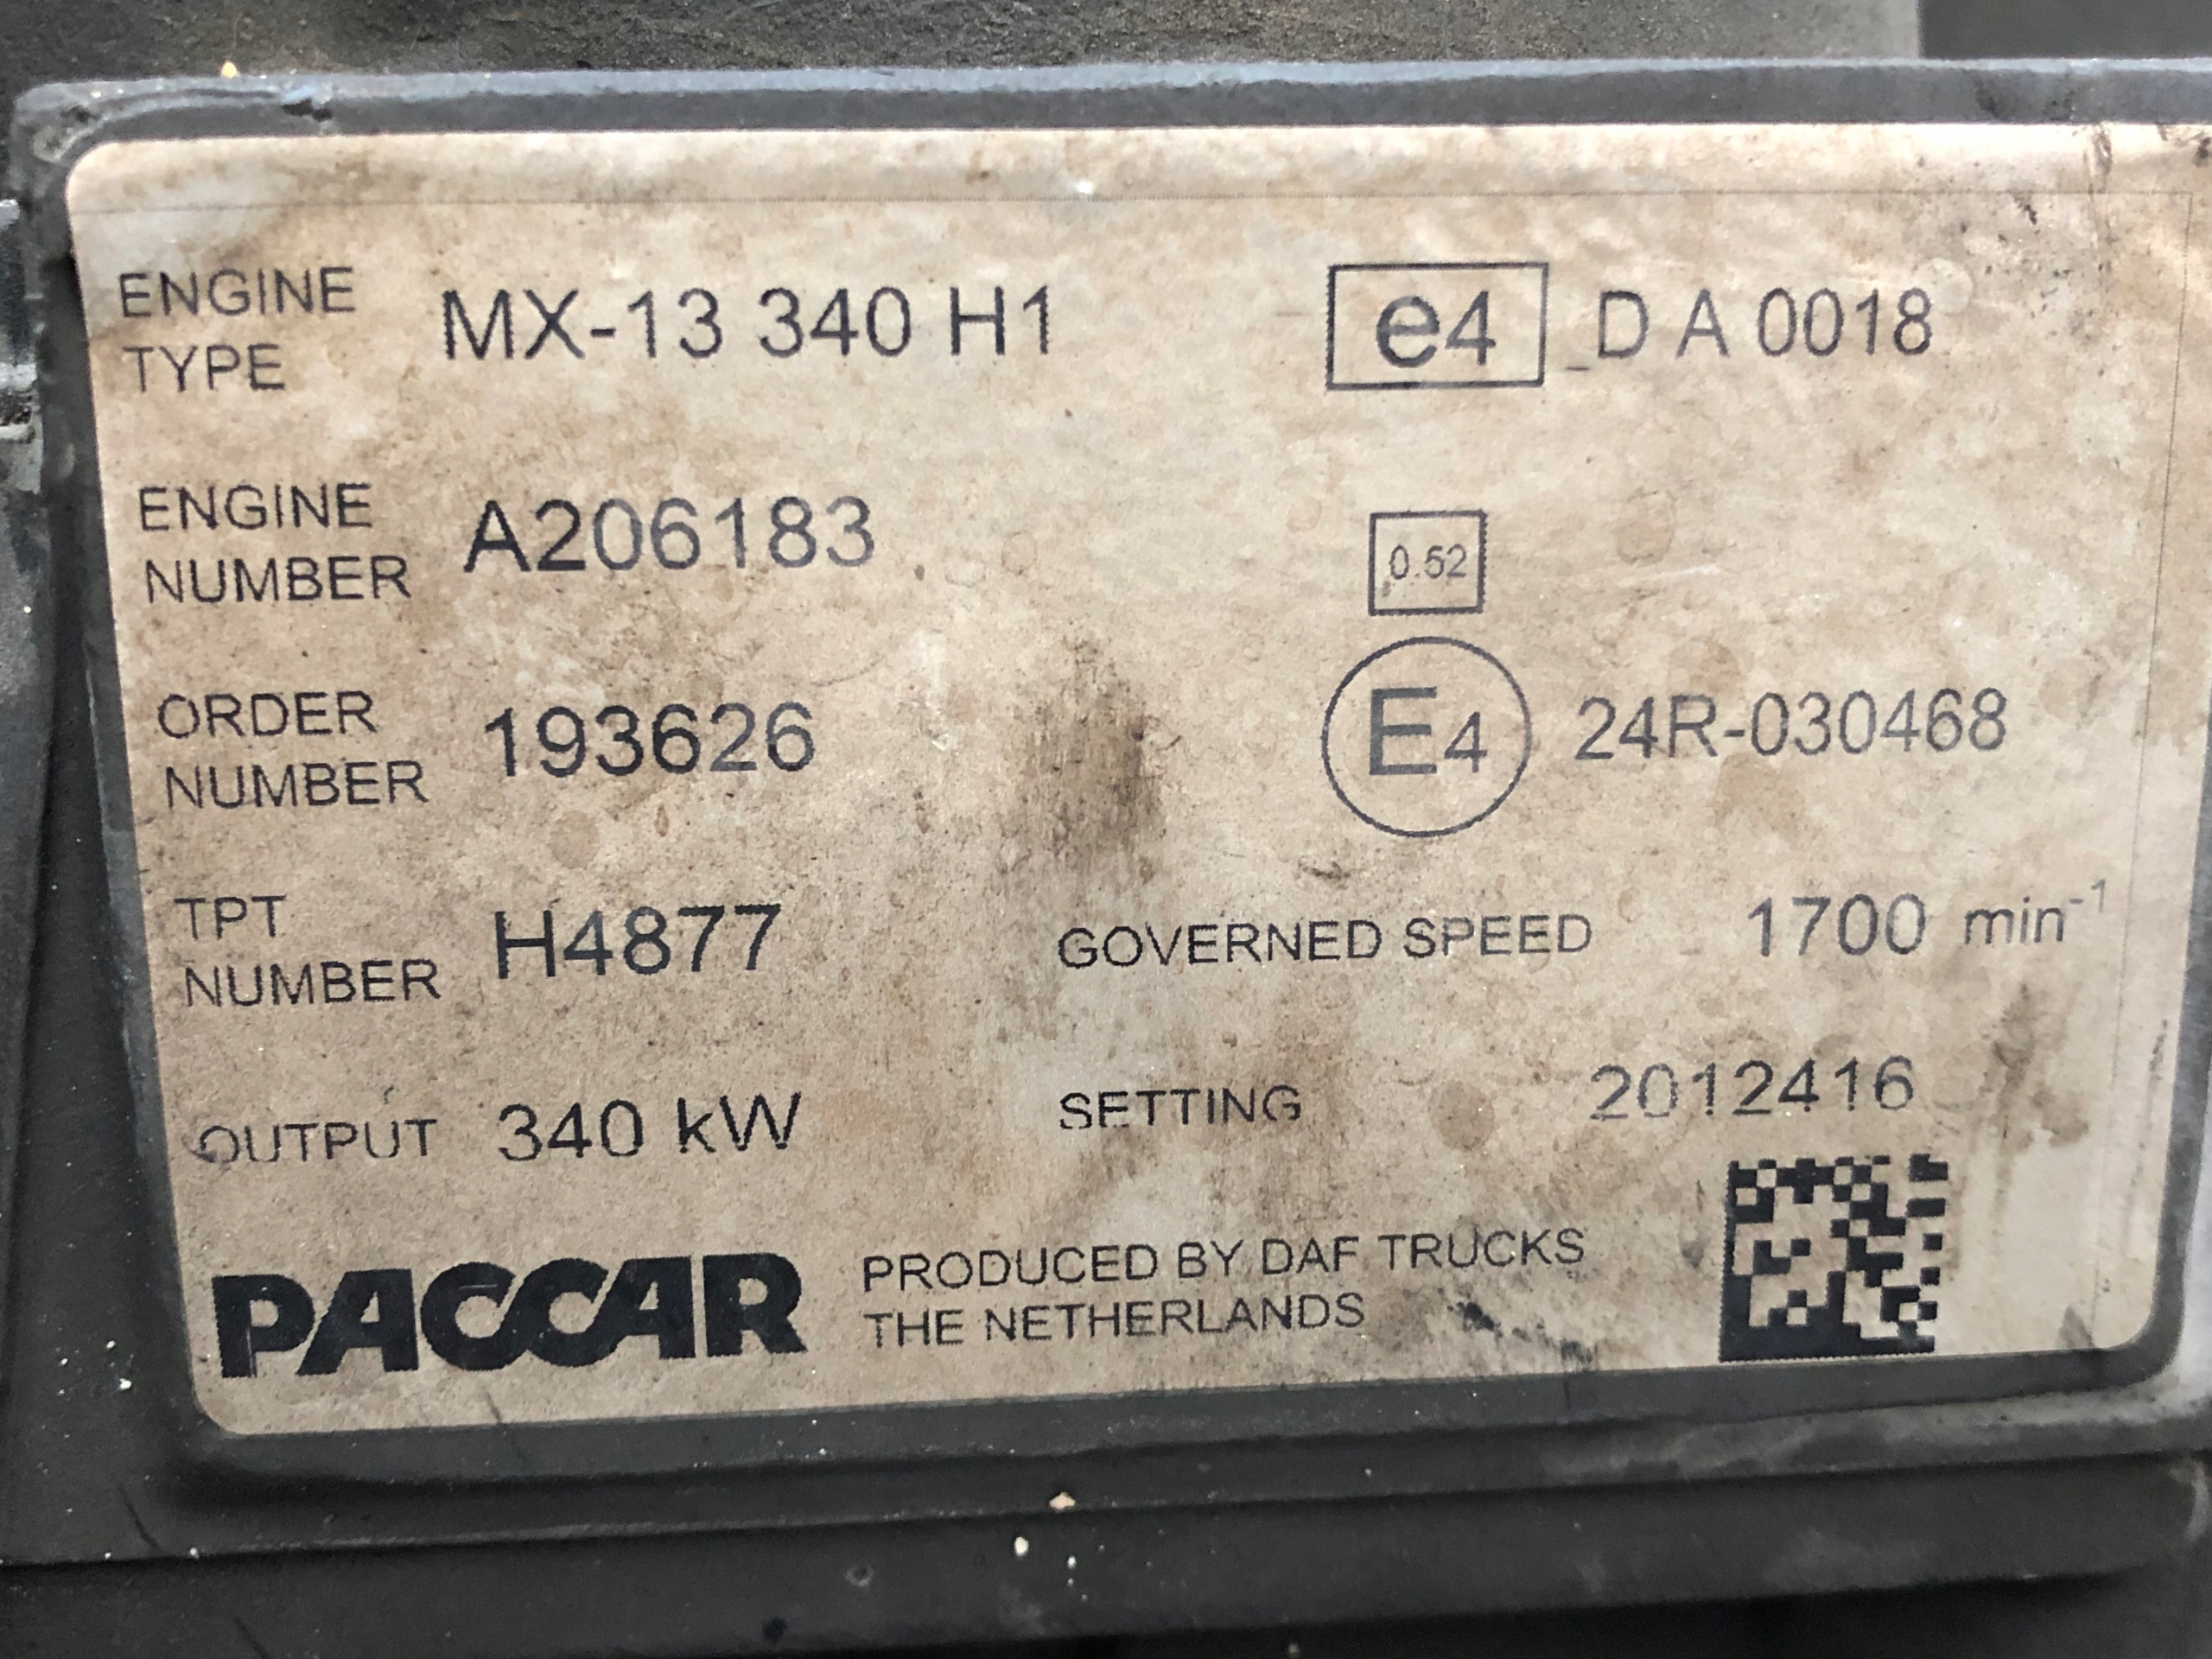 ENGINE
TYPE
MX-13 340 H1
e4 D A 0018
ENGINE
NUMBER
A206183
0.52
ORDER
NUMBER
193626
E4 24R-030468
TPT
NUMBER
H4877
GOVERNED SPEED 1700 min⁻¹
OUTPUT 340 kW
SETTING 2012416
PACCAR
PRODUCED BY DAF TRUCKS
THE NETHERLANDS